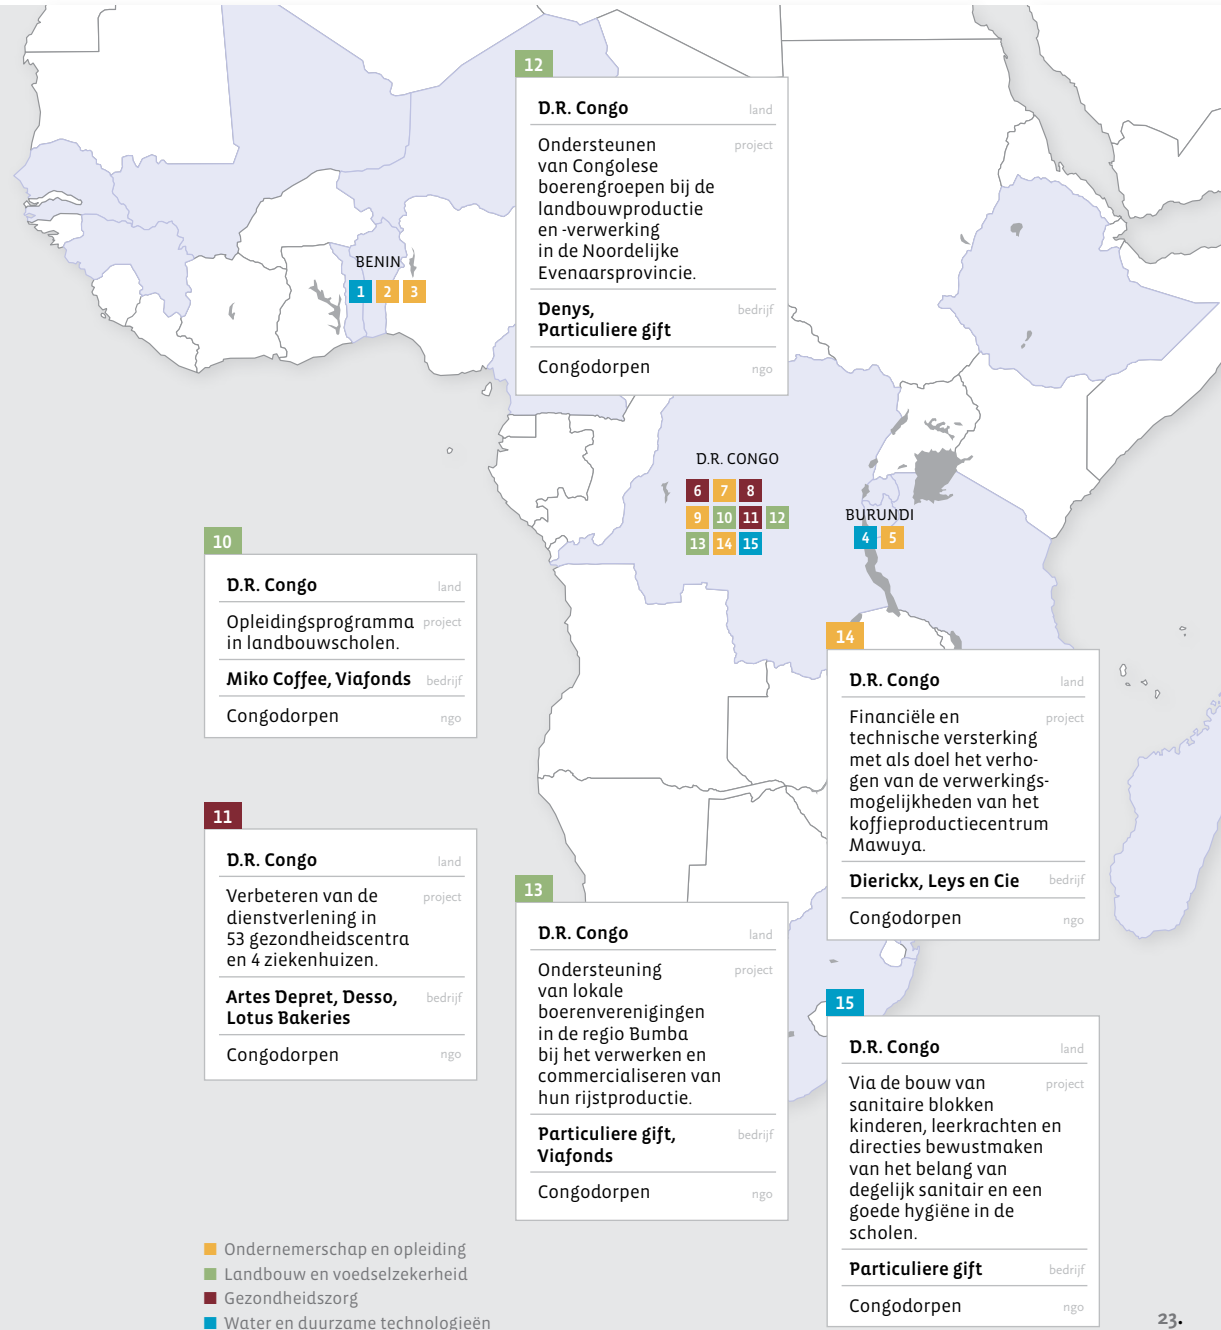 12
D.R. Congo land
Ondersteunen project
van Congolese
boerengroepen bij de
landbouwproductie
en -verwerking
in de Noordelijke
Evenaarsprovincie.
Denys, bedrijf
Particuliere gift
Congodorpen ngo
BENIN
1 2 3
D.R. CONGO
6 7 8
9 10 11 12
13 14 15
BURUNDI
4 5
10
D.R. Congo land
Opleidingsprogramma project
in landbouwscholen.
Miko Coffee, Viafonds bedrijf
Congodorpen ngo
11
D.R. Congo land
Verbeteren van de project
dienstverlening in
53 gezondheidscentra
en 4 ziekenhuizen.
Artes Depret, Desso, bedrijf
Lotus Bakeries
Congodorpen ngo
13
D.R. Congo land
Ondersteuning project
van lokale
boerenverenigingen
in de regio Bumba
bij het verwerken en
commercialiseren van
hun rijstproductie.
Particuliere gift, bedrijf
Viafonds
Congodorpen ngo
14
D.R. Congo land
Financiële en project
technische versterking
met als doel het verho-
gen van de verwerkings-
mogelijkheden van het
koffieproductiecentrum
Mawuya.
Dierickx, Leys en Cie bedrijf
Congodorpen ngo
15
D.R. Congo land
Via de bouw van project
sanitaire blokken
kinderen, leerkrachten en
directies bewustmaken
van het belang van
degelijk sanitair en een
goede hygiëne in de
scholen.
Particuliere gift bedrijf
Congodorpen ngo
Ondernemerschap en opleiding
Landbouw en voedselzekerheid
Gezondheidszorg
Water en duurzame technologieën
23.